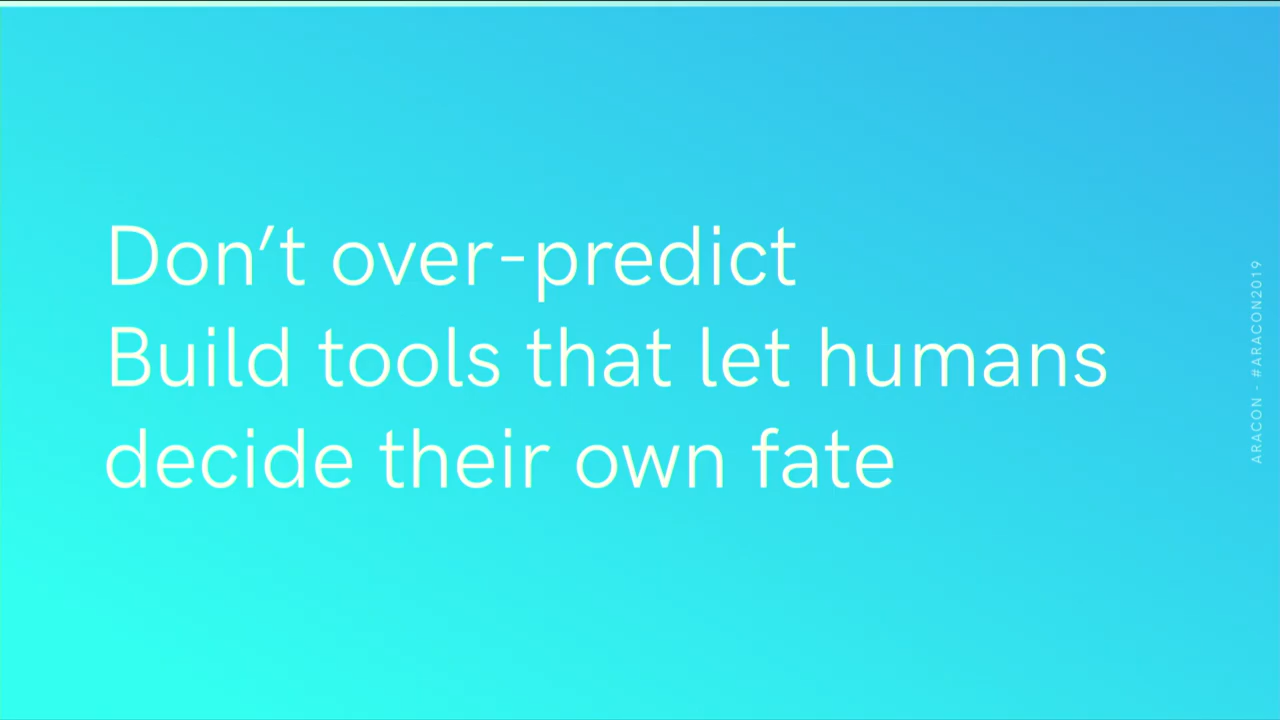 Don’t over-predict
Build tools that let humans
decide their own fate
ARACON - #ARACON2019